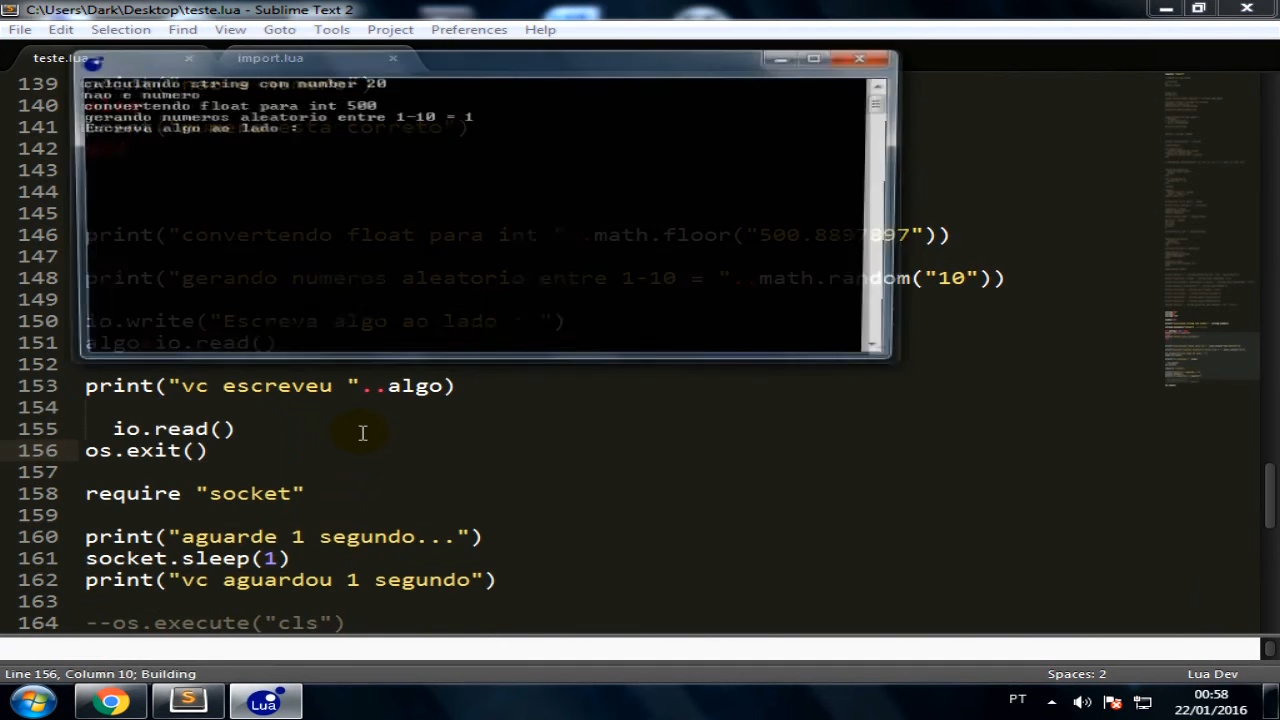 C:\Users\Dark\Desktop\teste.lua - Sublime Text 2
File Edit Selection Find View Goto Tools Project Preferences Help
teste.lua import.lua
calculando string com number 20
nao e numero
convertendo float para int 500
gerando numeros aleatorio entre 1-10 = 1
Escreva algo ao lado :
139
140
141 esta correto")
142
143
144
145
146 print("convertendo float para int "..math.floor("500.8897897"))
147
148 print("gerando numeros aleatorio entre 1-10 = " math.random("10"))
149
150 io.write("Escreva algo ao lado ")
151 algo io.read()
152
153 print("vc escreveu "..algo)
154
155 io.read()
156 os.exit()
157
158 require "socket"
159
160 print("aguarde 1 segundo...")
161 socket.sleep(1)
162 print("vc aguardou 1 segundo")
163
164 --os.execute("cls")
Line 156, Column 10; Building Spaces: 2 Lua Dev
Lua PT 00:58
22/01/2016